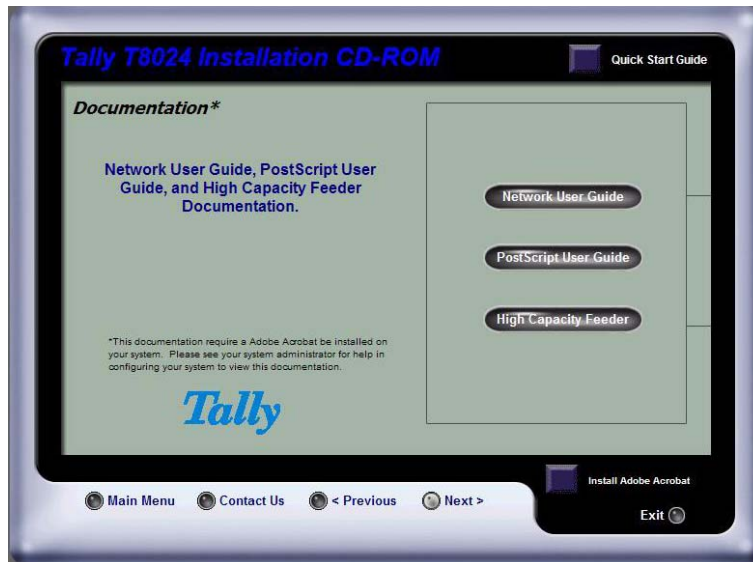 Tally T8024 Installation CD-ROM
Quick Start Guide
Documentation*
Network User Guide, PostScript User
Guide, and High Capacity Feeder
Documentation.
Network User Guide
PostScript User Guide
High Capacity Feeder
*This documentation require a Adobe Acrobat be installed on
your system. Please see your system administrator for help in
configuring your system to view this documentation.
Tally
Install Adobe Acrobat
Main Menu
Contact Us
< Previous
Next >
Exit